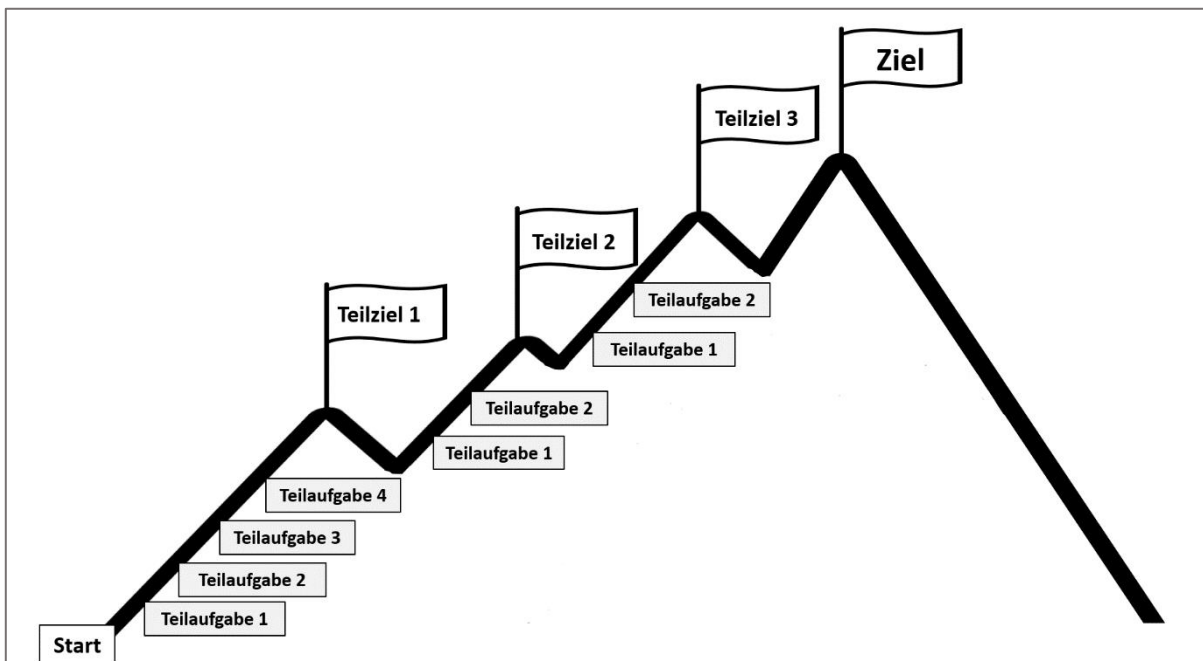 Ziel
Teilziel 3
Teilziel 2
Teilziel 1
Teilaufgabe 2
Teilaufgabe 1
Teilaufgabe 2
Teilaufgabe 1
Teilaufgabe 4
Teilaufgabe 3
Teilaufgabe 2
Teilaufgabe 1
Start